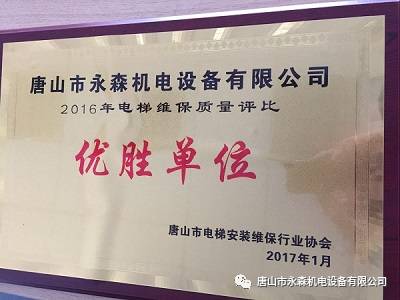 唐山市永森机电设备有限公司
2016年电梯维保质量评比
优胜单位
唐山市电梯安装维保行业协会
2017年1月
唐山市永森机电设备有限公司